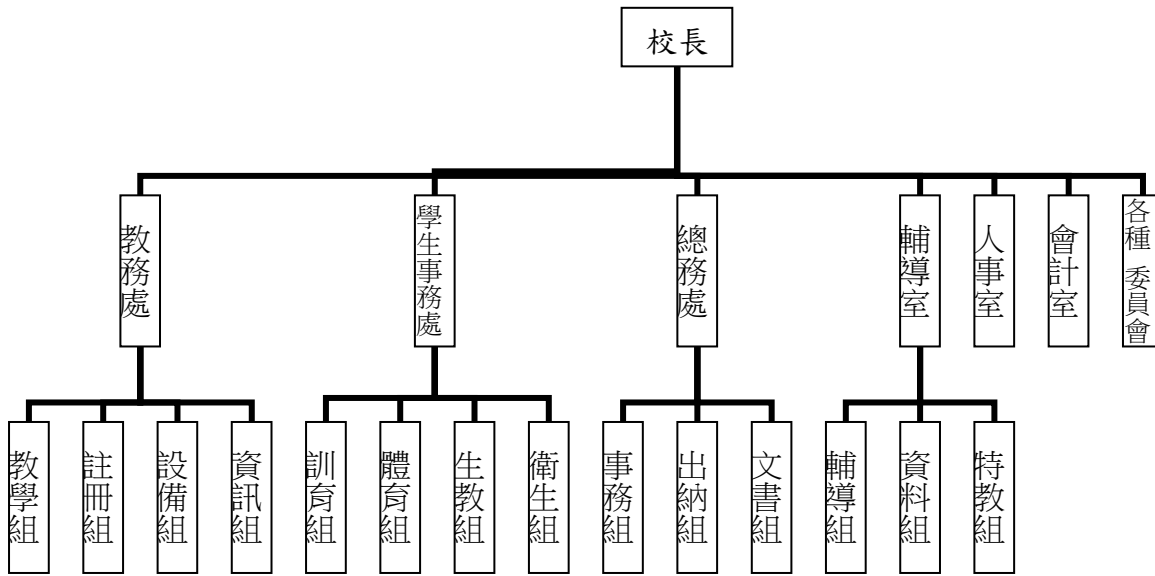 校長
教務處
學生事務處
總務處
輔導室
人事室
會計室
各種 委員會
教學組
註冊組
設備組
資訊組
訓育組
體育組
生教組
衛生組
事務組
出納組
文書組
輔導組
資料組
特教組